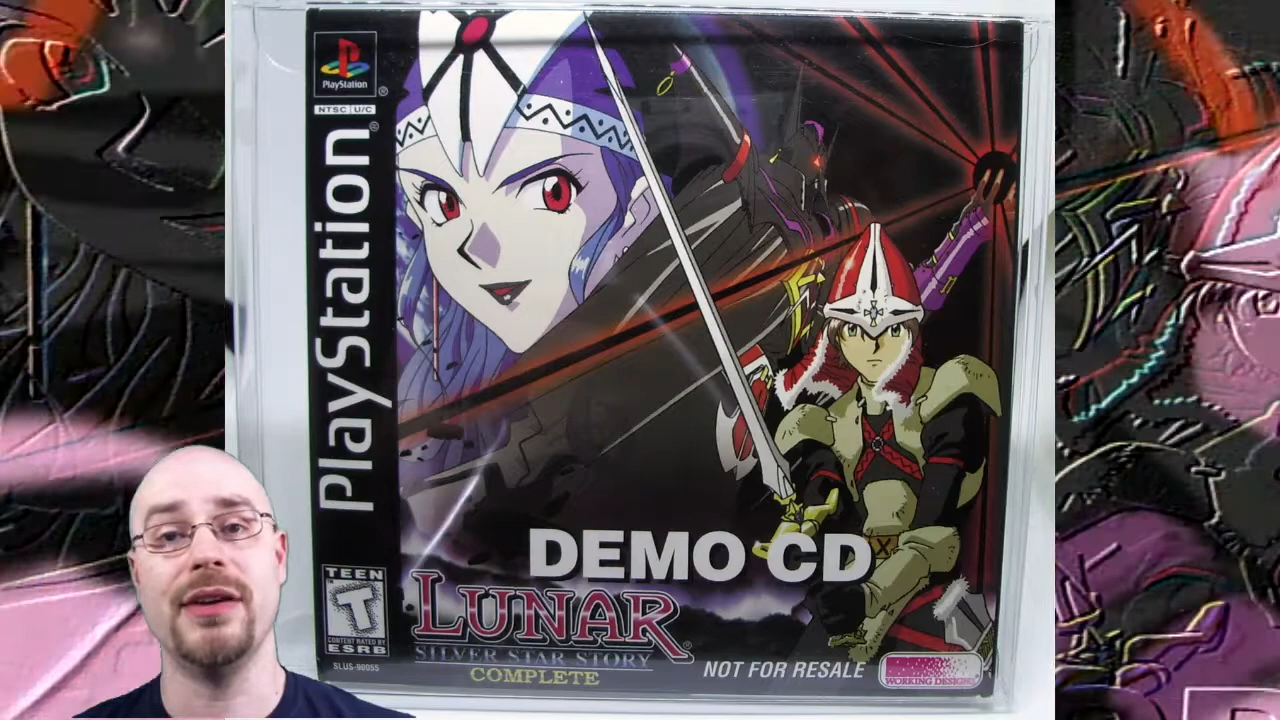 PlayStation
®
NTSC U/C
PlayStation
®
DEMO CD
TEEN
T
CONTENT RATED BY
ESRB
SLUS-90055
LUNAR
®
SILVER STAR STORY
COMPLETE
NOT FOR RESALE
WORKING DESIGNS